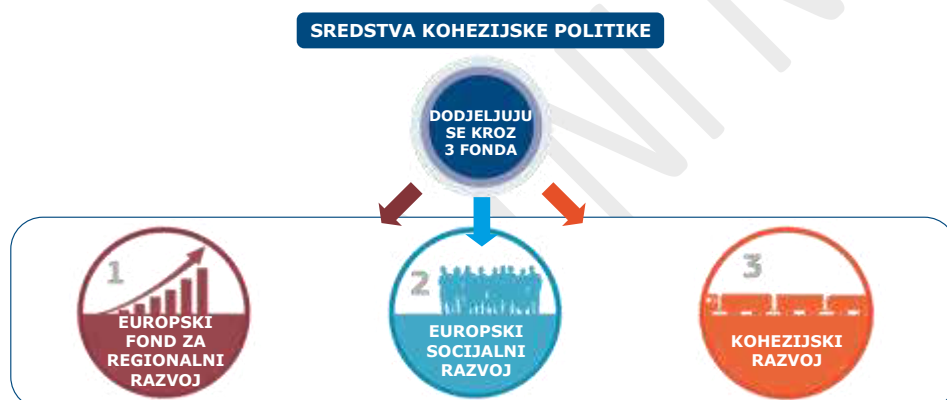 SREDSTVA KOHEZIJSKE POLITIKE
DODJELJUJU
SE KROZ
3 FONDA
1
EUROPSKI
FOND ZA
REGIONALNI
RAZVOJ
2
EUROPSKI
SOCIJALNI
RAZVOJ
3
KOHEZIJSKI
RAZVOJ